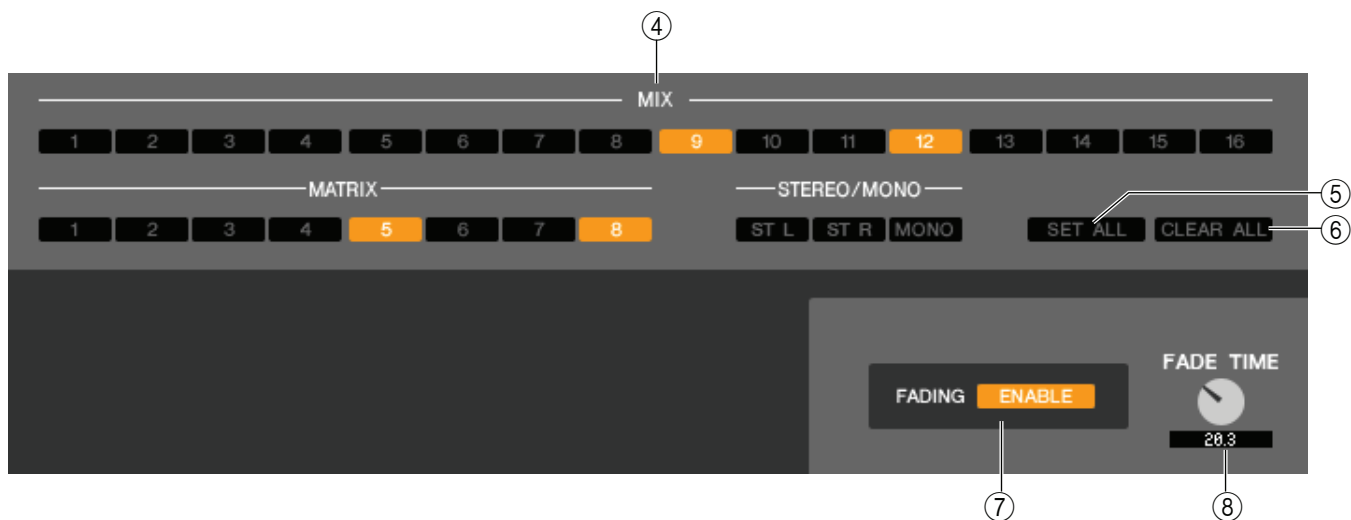 ④
MIX
1 2 3 4 5 6 7 8 9 10 11 12 13 14 15 16
MATRIX STEREO/MONO
⑤
1 2 3 4 5 6 7 8 ST L ST R MONO SET ALL CLEAR ALL
⑥
FADE TIME
FADING ENABLE
20.3
⑦ ⑧